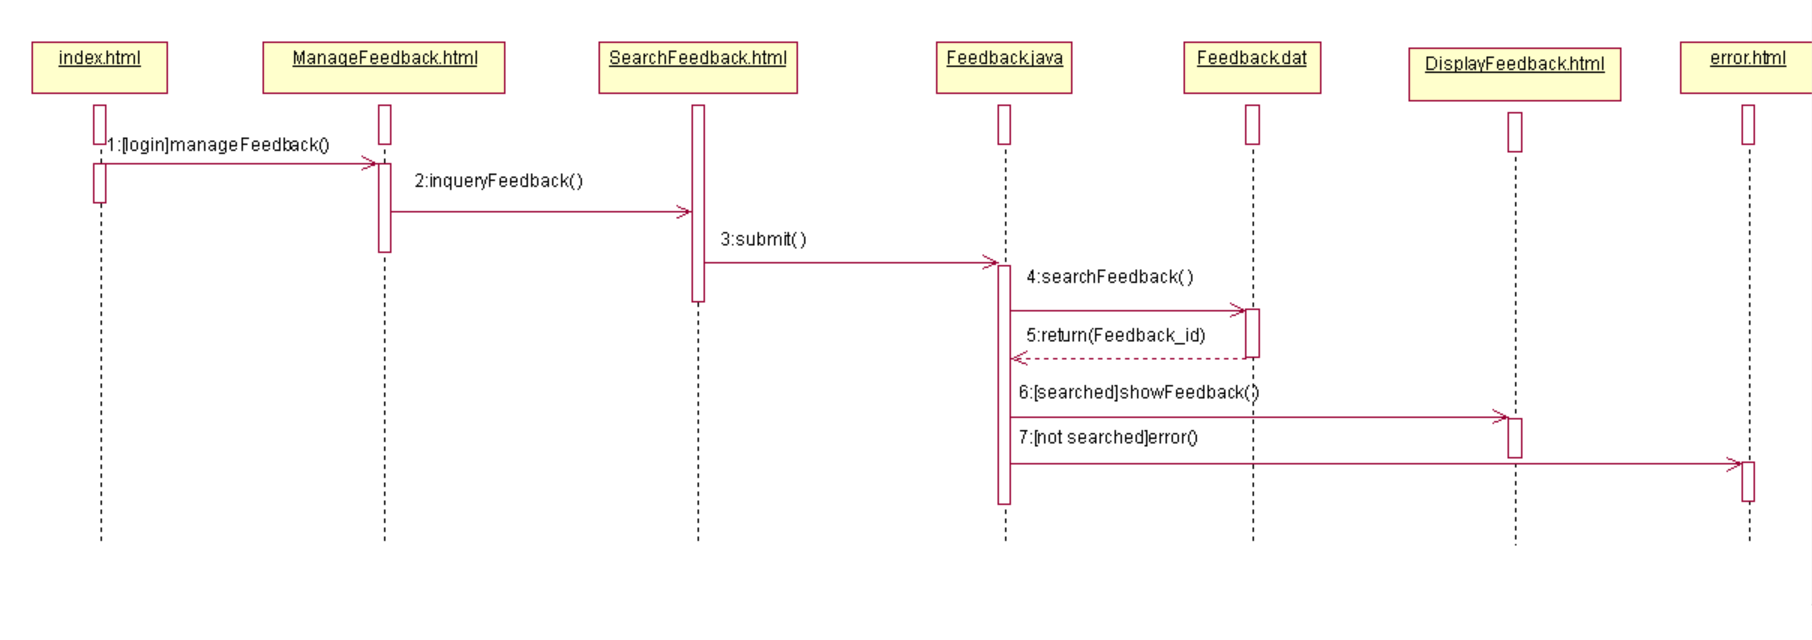 index.html
ManageFeedback.html
SearchFeedback.html
Feedback.java
Feedback.dat
DisplayFeedback.html
error.html
1:[login]manageFeedback()
2:inqueryFeedback()
3:submit()
4:searchFeedback()
5:return(Feedback_id)
6:[searched]showFeedback()
7:[not searched]error()